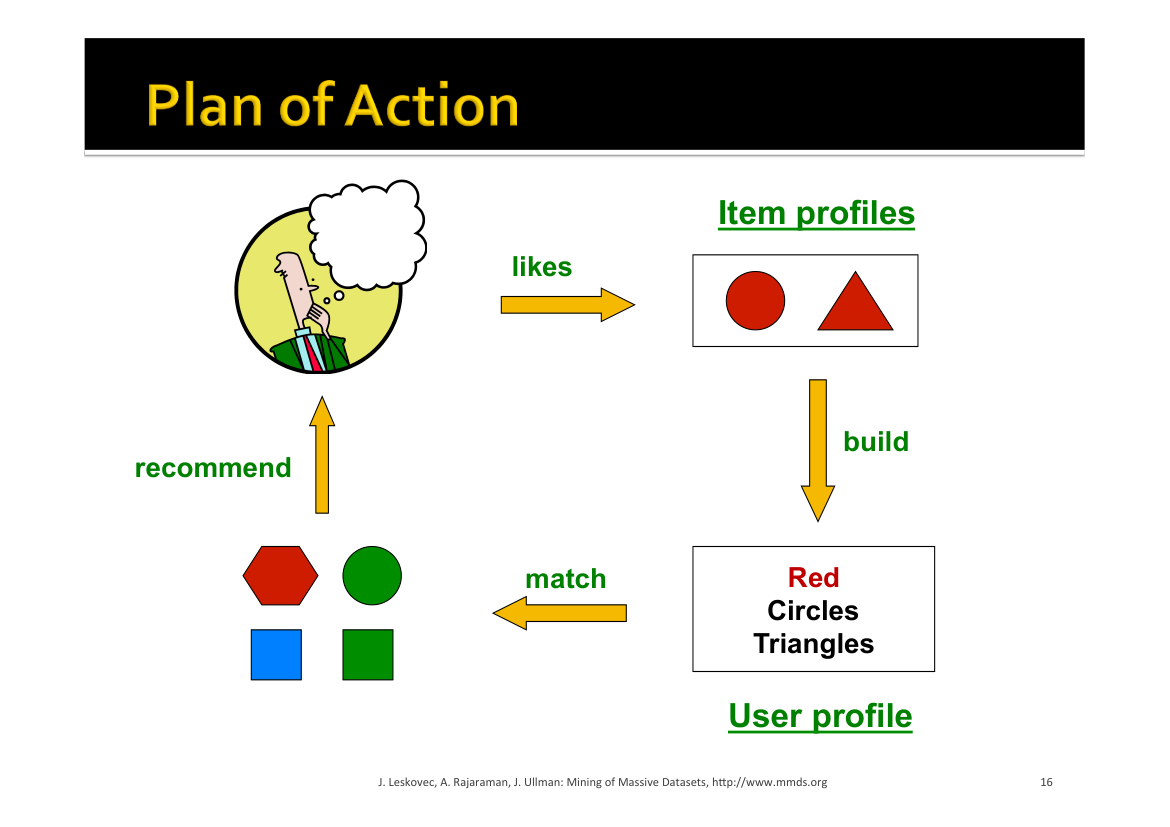 Plan of Action
Item profiles
likes
build
recommend
match
Red
Circles
Triangles
User profile
J. Leskovec, A. Rajaraman, J. Ullman: Mining of Massive Datasets, http://www.mmds.org
16